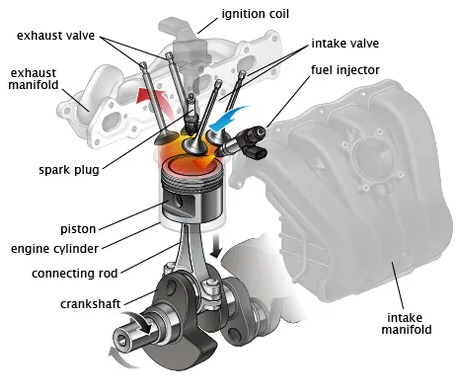 ignition coil
exhaust valve
intake valve
exhaust
manifold
fuel injector
spark plug
piston
engine cylinder
connecting rod
crankshaft
intake
manifold